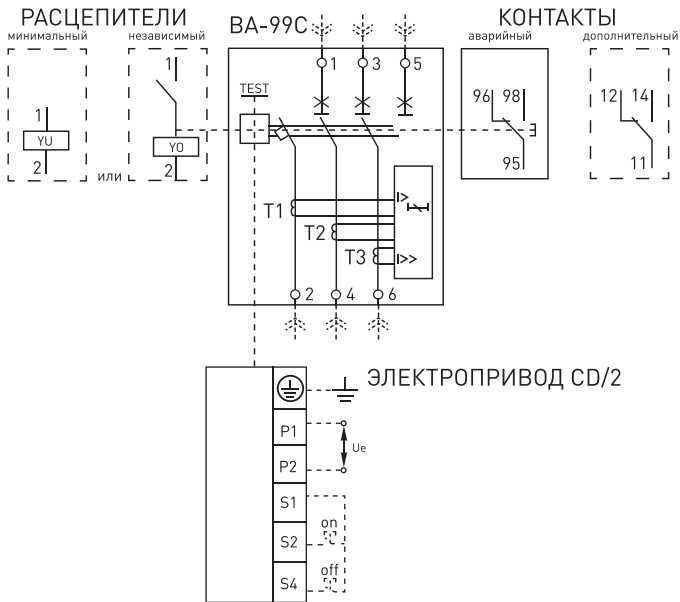 РАСЦЕПИТЕЛИ
минимальный
независимый
ВА-99С
КОНТАКТЫ
аварийный
дополнительный
1
2
YU
или
1
YO
2
TEST
1
3
5
T1
T2
T3
I>
I>>
2
4
6
96
98
95
12
14
11
ЭЛЕКТРОПРИВОД CD/2
P1
P2
Ue
S1
S2
on
S4
off